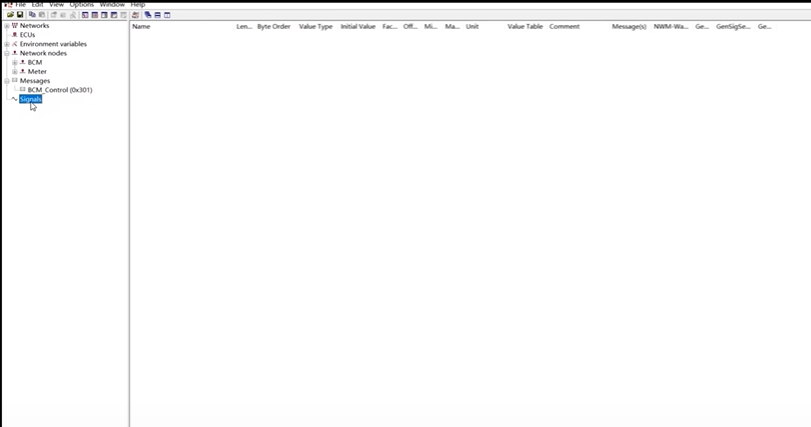 File Edit View Options Window Help
Networks
ECUs
Environment variables
Network nodes
BCM
Meter
Messages
BCM_Control (0x301)
Signals
Name Len... Byte Order Value Type Initial Value Fac... Off... Mi... Ma... Unit Value Table Comment Message(s) NWM-Wa... Ge... GenSigSe... Ge...